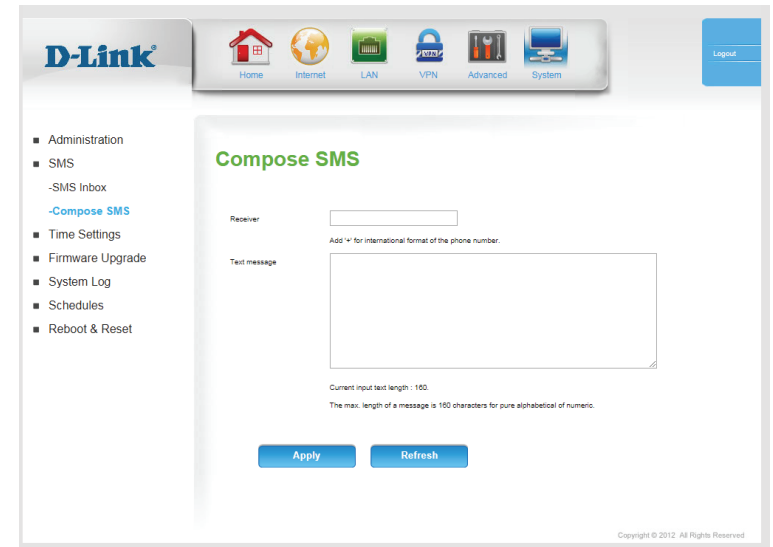 D-Link®
Home
Internet
LAN
VPN
VPN
Advanced
System
Logout
Administration
SMS
-SMS Inbox
-Compose SMS
Time Settings
Firmware Upgrade
System Log
Schedules
Reboot & Reset
Compose SMS
Receiver
Add '+' for international format of the phone number.
Text message
Current input text length : 160.
The max. length of a message is 160 characters for pure alphabetical of numeric.
Apply
Refresh
Copyright © 2012 All Rights Reserved